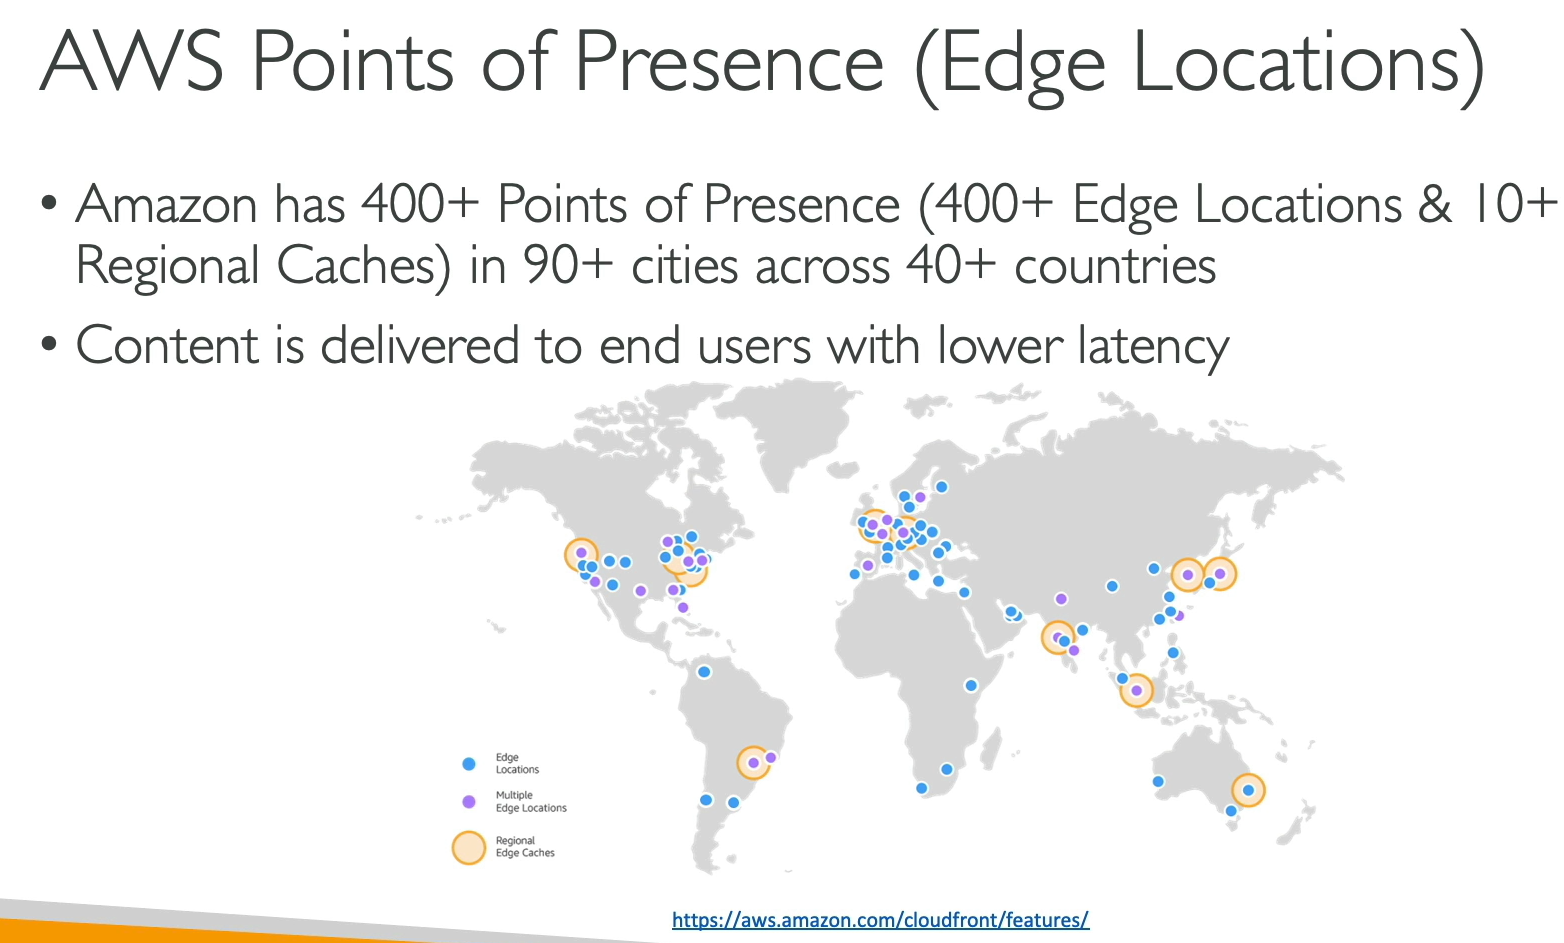 AWS Points of Presence (Edge Locations)
• Amazon has 400+ Points of Presence (400+ Edge Locations & 10+
Regional Caches) in 90+ cities across 40+ countries
• Content is delivered to end users with lower latency
Edge
Locations
Multiple
Edge Locations
Regional
Edge Caches
https://aws.amazon.com/cloudfront/features/